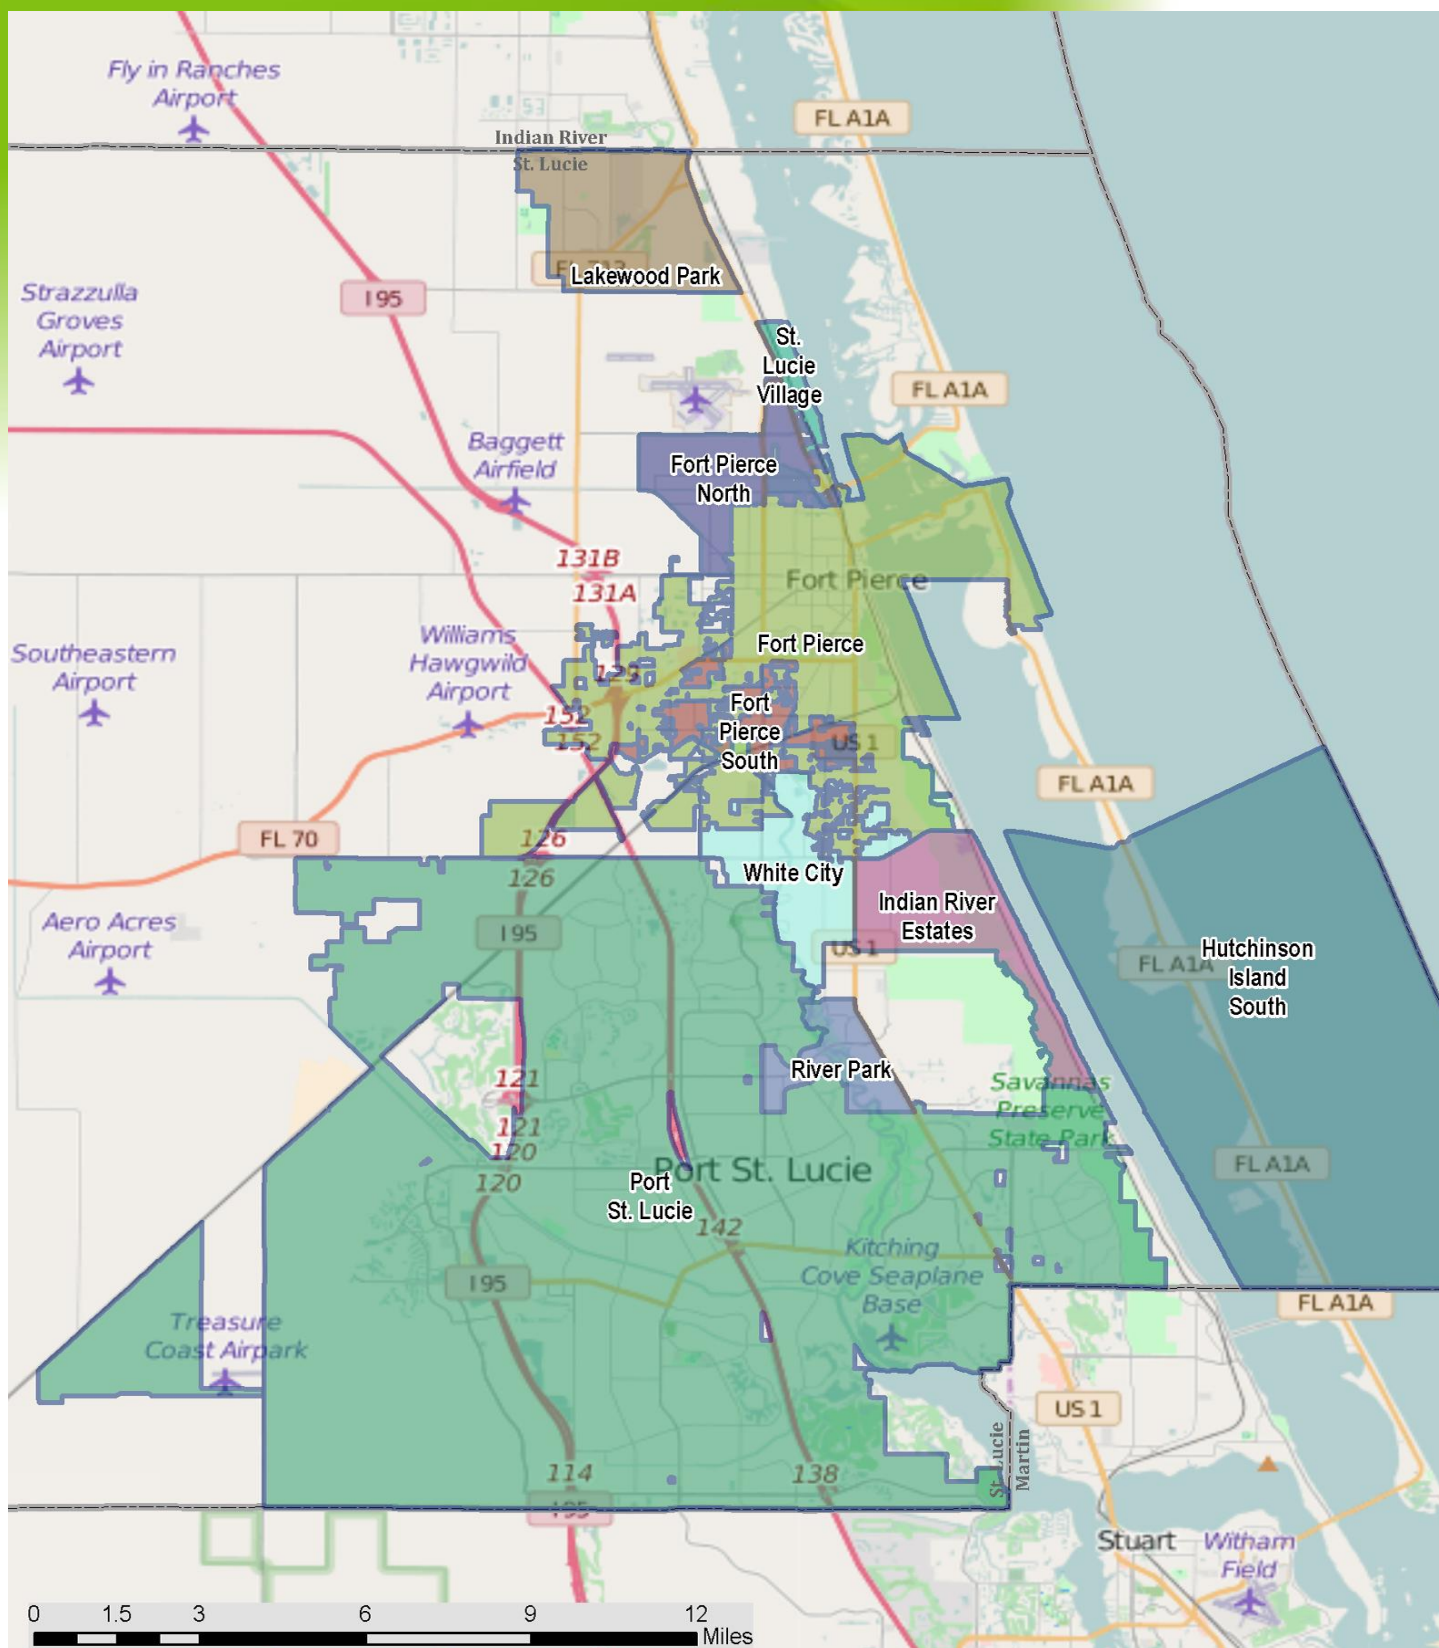 Fly in Ranches
Airport
FL A1A
Indian River
St. Lucie
Lakewood Park
I 95
Strazzulla
Groves
Airport
St.
Lucie
Village
FL A1A
Baggett
Airfield
Fort Pierce
North
131B
131A
Fort Pierce
Fort Pierce
Williams
Hawgwild
Airport
Southeastern
Airport
129
152
152
Fort
Pierce
South
US 1
FL A1A
FL 70
126
126
White City
Indian River
Estates
Aero Acres
Airport
I 95
US 1
FL A1A
Hutchinson
Island
South
121
River Park
Savannas
Preserve
State Park
121
120
120
Port St. Lucie
FL A1A
Port
St. Lucie
142
Kitching
Cove Seaplane
Base
I 95
FL A1A
Treasure
Coast Airpark
US 1
St. Lucie
Martin
114
138
I 95
Stuart
Witham
Field
0 1.5 3 6 9 12
Miles